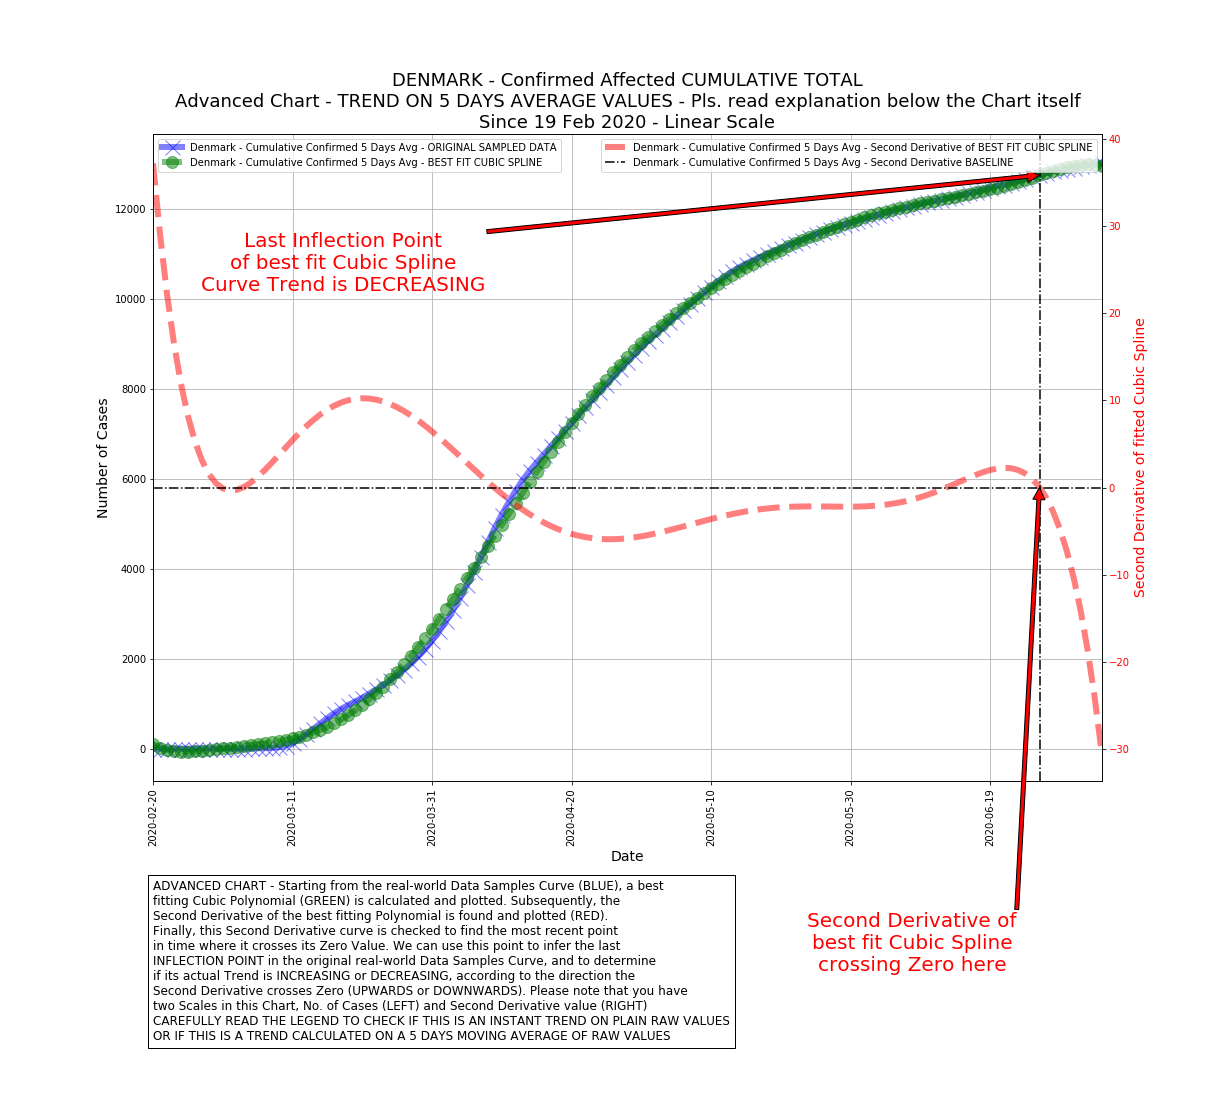 DENMARK - Confirmed Affected CUMULATIVE TOTAL
Advanced Chart - TREND ON 5 DAYS AVERAGE VALUES - Pls. read explanation below the Chart itself
Since 19 Feb 2020 - Linear Scale
Denmark - Cumulative Confirmed 5 Days Avg - ORIGINAL SAMPLED DATA
Denmark - Cumulative Confirmed 5 Days Avg - BEST FIT CUBIC SPLINE
Denmark - Cumulative Confirmed 5 Days Avg - Second Derivative of BEST FIT CUBIC SPLINE
Denmark - Cumulative Confirmed 5 Days Avg - Second Derivative BASELINE
Last Inflection Point
of best fit Cubic Spline
Curve Trend is DECREASING
Number of Cases
12000
10000
8000
6000
4000
2000
0
40
30
20
10
0
−10
−20
−30
Second Derivative of fitted Cubic Spline
2020-02-20
2020-03-11
2020-03-31
2020-04-20
2020-05-10
2020-05-30
2020-06-19
Date
ADVANCED CHART - Starting from the real-world Data Samples Curve (BLUE), a best
fitting Cubic Polynomial (GREEN) is calculated and plotted. Subsequently, the
Second Derivative of the best fitting Polynomial is found and plotted (RED).
Finally, this Second Derivative curve is checked to find the most recent point
in time where it crosses its Zero Value. We can use this point to infer the last
INFLECTION POINT in the original real-world Data Samples Curve, and to determine
if its actual Trend is INCREASING or DECREASING, according to the direction the
Second Derivative crosses Zero (UPWARDS or DOWNWARDS). Please note that you have
two Scales in this Chart, No. of Cases (LEFT) and Second Derivative value (RIGHT)
CAREFULLY READ THE LEGEND TO CHECK IF THIS IS AN INSTANT TREND ON PLAIN RAW VALUES
OR IF THIS IS A TREND CALCULATED ON A 5 DAYS MOVING AVERAGE OF RAW VALUES
Second Derivative of
best fit Cubic Spline
crossing Zero here